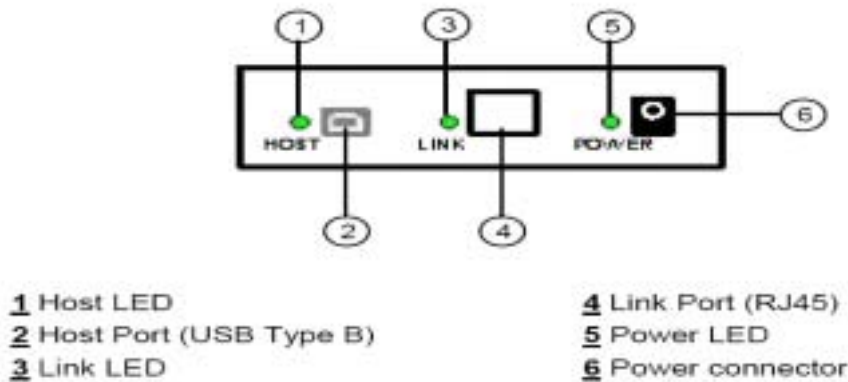 1 3 5
6
HOST LINK POWER
2 4
1 Host LED
2 Host Port (USB Type B)
3 Link LED
4 Link Port (RJ45)
5 Power LED
6 Power connector